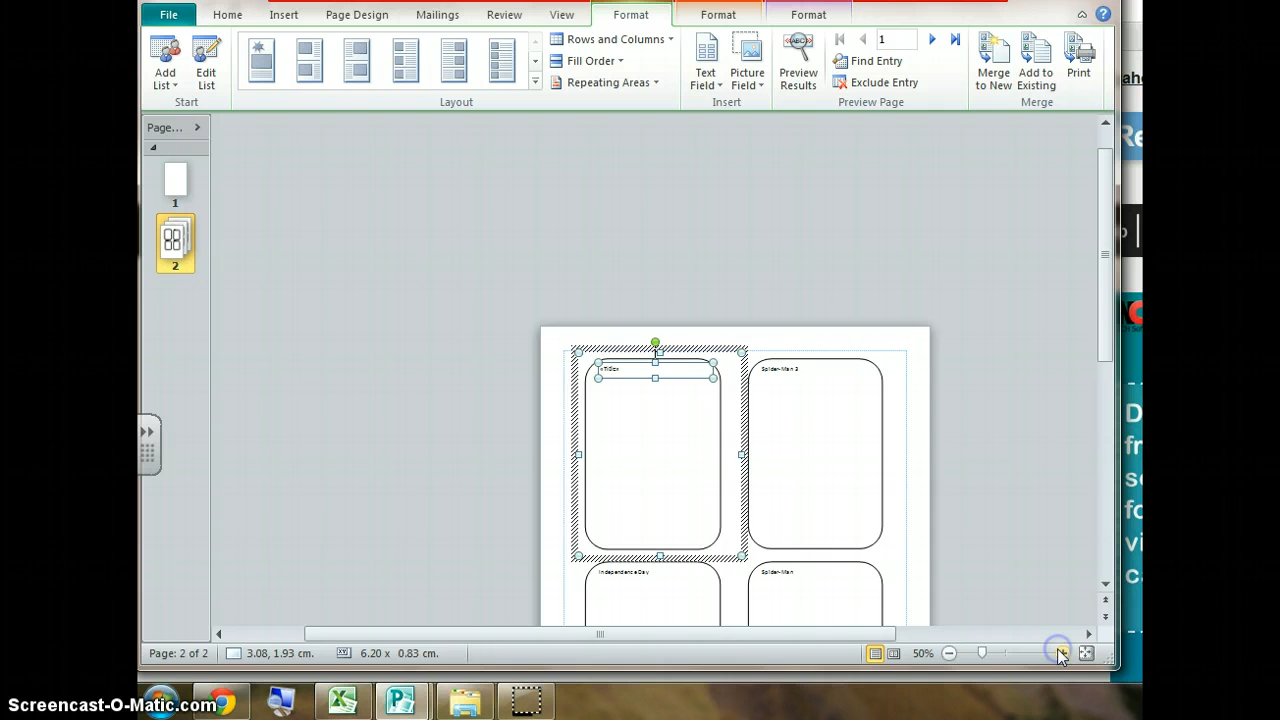 File Home Insert Page Design Mailings Review View Format Format Format
Add List Edit List
Start
Layout
Rows and Columns
Fill Order
Repeating Areas
Text Field Picture Field
Insert
Preview Results
1
Find Entry
Exclude Entry
Preview Page
Merge to New Add to Existing Print
Merge
Page...
1
2
«Title»
Spider-Man 3
Independence Day
Spider-Man
Page: 2 of 2 3.08, 1.93 cm. 6.20 x 0.83 cm. 50%
Screencast-O-Matic.com